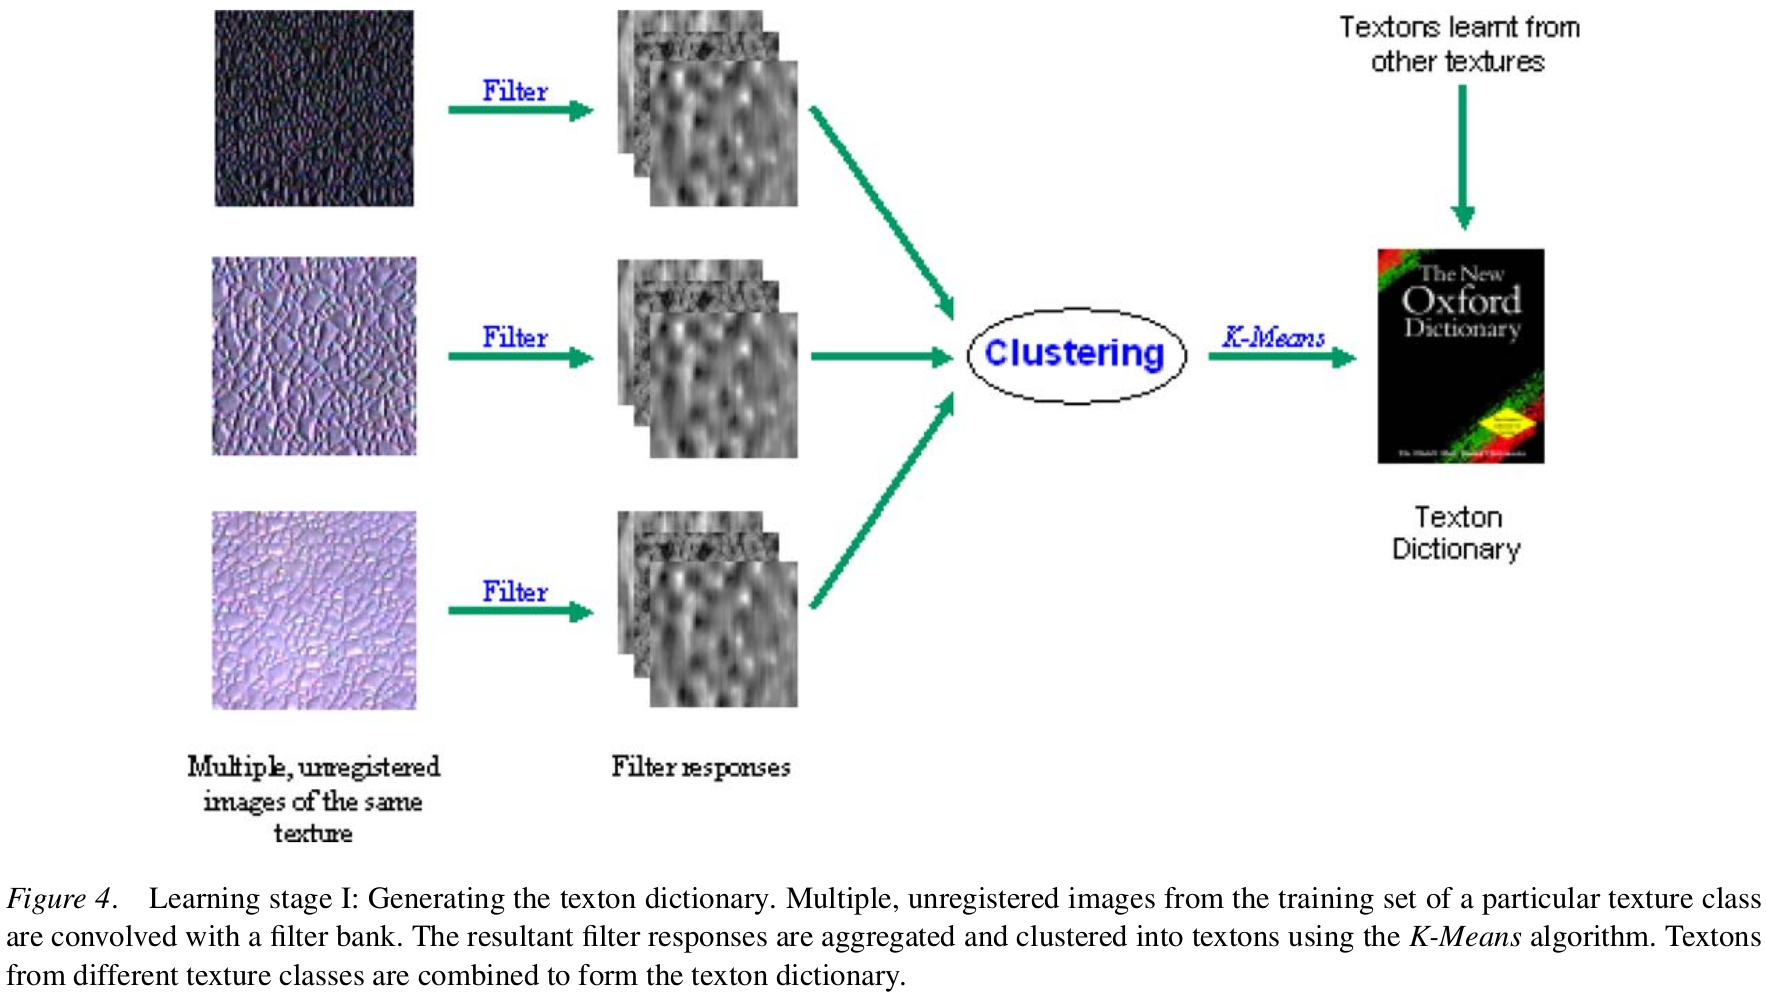 Textons learnt from
other textures
Filter
Filter
Filter
Clustering
K-Means
The New
Oxford
Dictionary
Texton
Dictionary
Multiple, unregistered
images of the same
texture
Filter responses
Figure 4. Learning stage I: Generating the texton dictionary. Multiple, unregistered images from the training set of a particular texture class
are convolved with a filter bank. The resultant filter responses are aggregated and clustered into textons using the K-Means algorithm. Textons
from different texture classes are combined to form the texton dictionary.